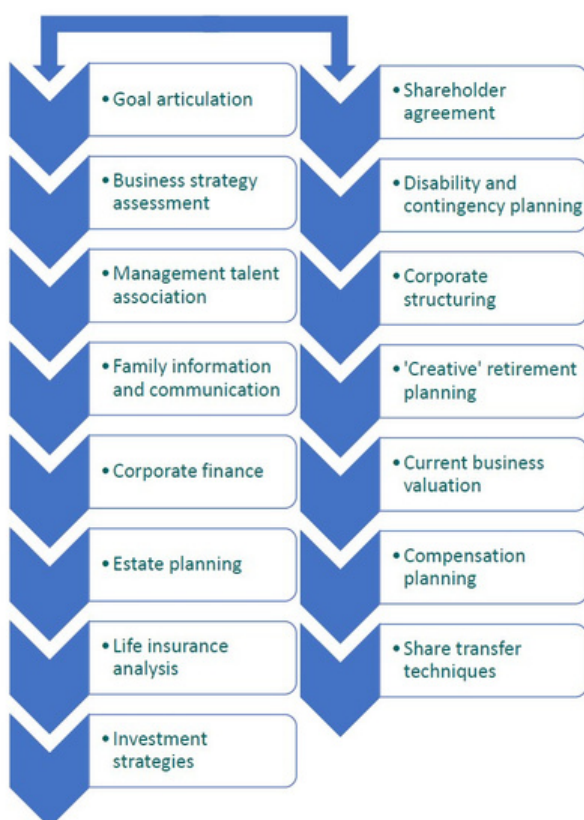 • Goal articulation
• Business strategy
assessment
• Management talent
association
• Family information
and communication
• Corporate finance
• Estate planning
• Life insurance
analysis
• Investment
strategies
• Shareholder
agreement
• Disability and
contingency planning
• Corporate
structuring
• 'Creative' retirement
planning
• Current business
valuation
• Compensation
planning
• Share transfer
techniques